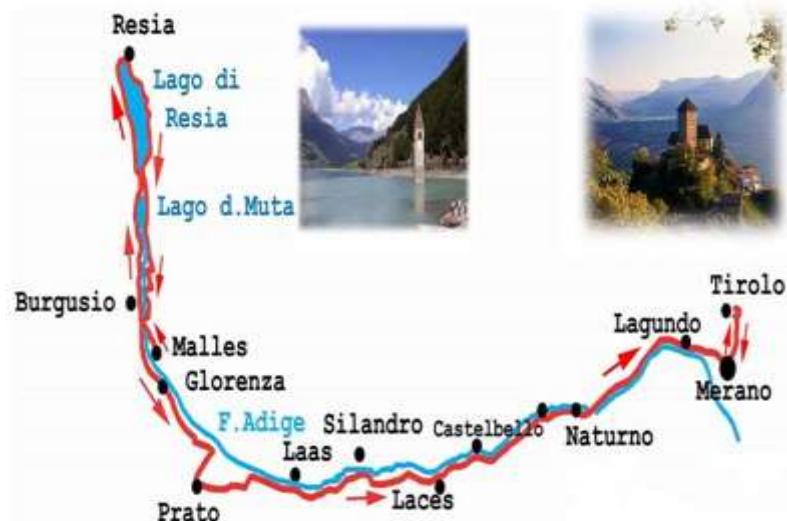 Resia
Lago di
Resia
Lago d.Muta
Burgusio
Malles
Glorenza
F.Adige
Silandro
Laas
Prato
Laces
Castelbello
Naturno
Lagundo
Tirolo
Merano